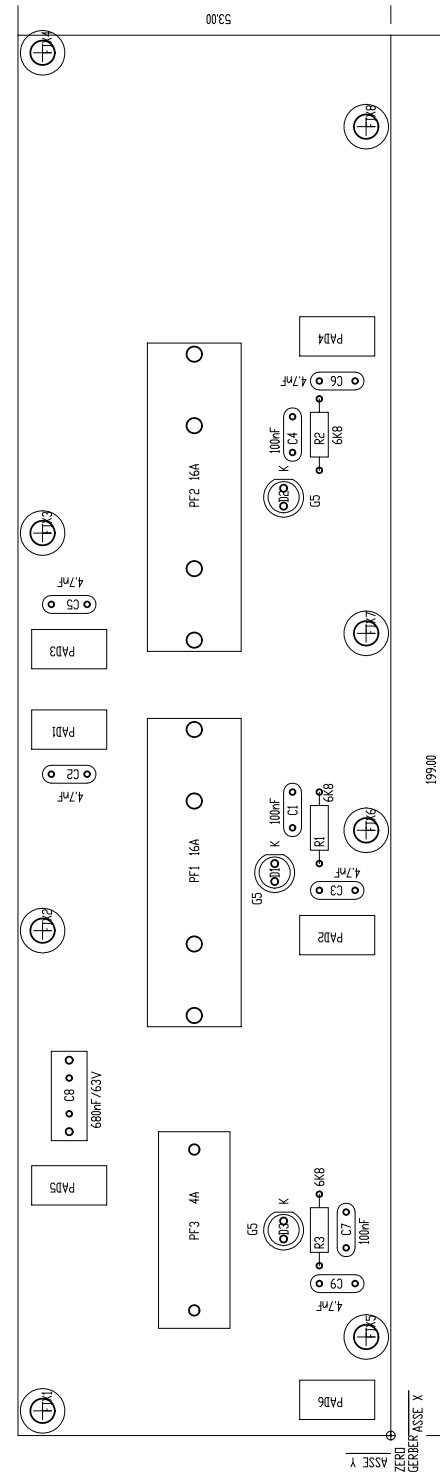 53.00
FIX4
FIX8
PAD4
4.7nF
C6
100nF
C4
R2
6K8
PF2 16A
K
D2
G5
FIX3
4.7nF
C5
PAD3
FIX7
PAD1
C2
4.7nF
199.00
PF1 16A
100nF
C1
6K8
R1
FIX6
K
D1
G5
4.7nF
C3
PAD2
FIX2
C8
680nF/63V
PAD5
PF3 4A
K
D3
G5
6K8
R3
C7
100nF
C9
4.7nF
FIX5
PAD6
FIX1
ASSE Y
ZERO
GERBER
ASSE X